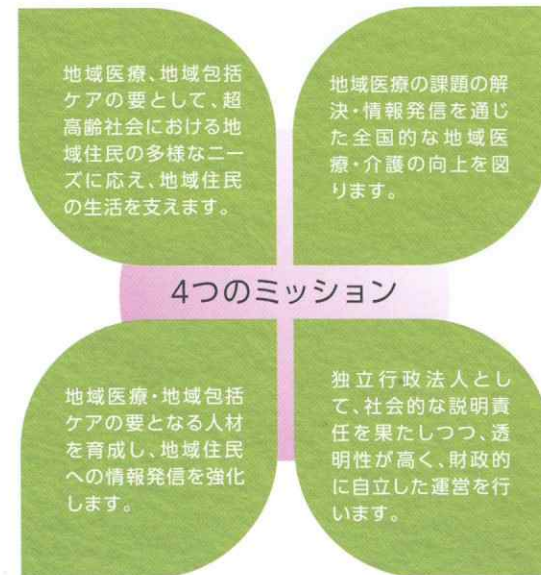 地域医療、地域包括
ケアの要として、超
高齢社会における地
域住民の多様なニー
ズに応え、地域住民
の生活を支えます。
地域医療の課題の解
決・情報発信を通じ
た全国的な地域医
療・介護の向上を図
ります。
4つのミッション
地域医療・地域包括
ケアの要となる人材
を育成し、地域住民
への情報発信を強化
します。
独立行政法人とし
て、社会的な説明責
任を果たしつつ、透
明性が高く、財政的
に自立した運営を行
います。